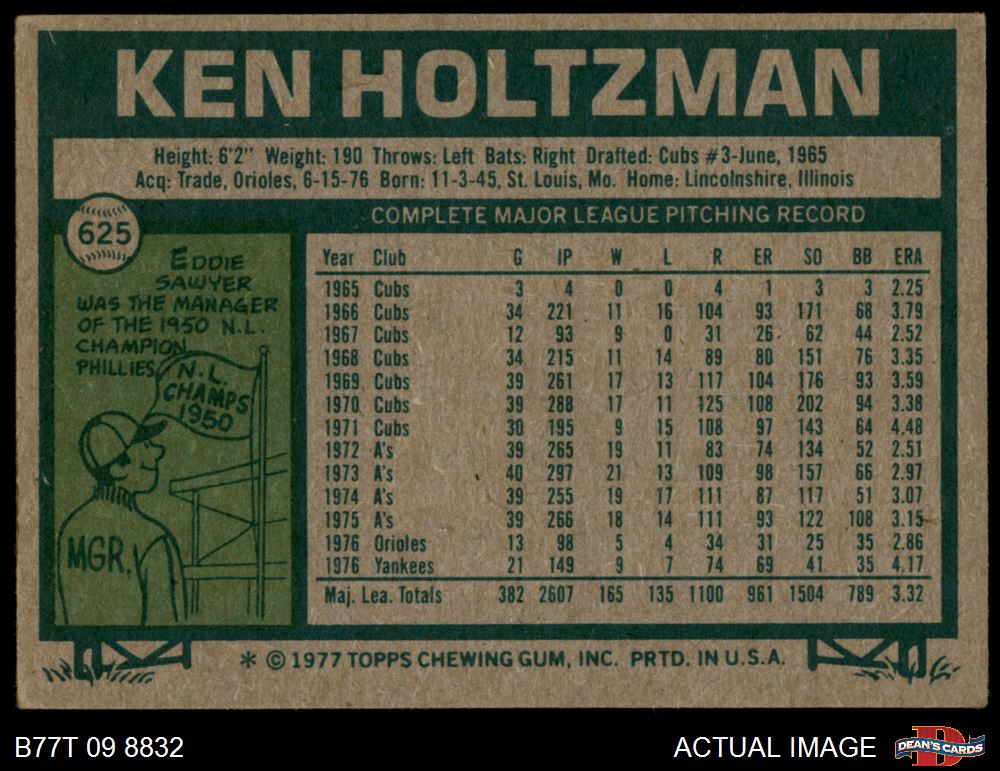 KEN HOLTZMAN
Height: 6'2" Weight: 190 Throws: Left Bats: Right Drafted: Cubs #3-June, 1965
Acq: Trade, Orioles, 6-15-76 Born: 11-3-45, St. Louis, Mo. Home: Lincolnshire, Illinois
625
EDDIE
SAWYER
WAS THE MANAGER
OF THE 1950 N.L.
CHAMPION
PHILLIES
N.L.
CHAMPS
1950
MGR.
COMPLETE MAJOR LEAGUE PITCHING RECORD
Year Club G IP W L R ER SO BB ERA
1965 Cubs 3 4 0 0 4 1 3 3 2.25
1966 Cubs 34 221 11 16 104 93 171 68 3.79
1967 Cubs 12 93 9 0 31 26 62 44 2.52
1968 Cubs 34 215 11 14 89 80 151 76 3.35
1969 Cubs 39 261 17 13 117 104 176 93 3.59
1970 Cubs 39 288 17 11 125 108 202 94 3.38
1971 Cubs 30 195 9 15 108 97 143 64 4.48
1972 A's 39 265 19 11 83 74 134 52 2.51
1973 A's 40 297 21 13 109 98 157 66 2.97
1974 A's 39 255 19 17 111 87 117 51 3.07
1975 A's 39 266 18 14 111 93 122 108 3.15
1976 Orioles 13 98 5 4 34 31 25 35 2.86
1976 Yankees 21 149 9 7 74 69 41 35 4.17
Maj. Lea. Totals 382 2607 165 135 1100 961 1504 789 3.32
* © 1977 TOPPS CHEWING GUM, INC. PRTD. IN U.S.A.
B77T 09 8832
ACTUAL IMAGE
D
DEAN'S CARDS